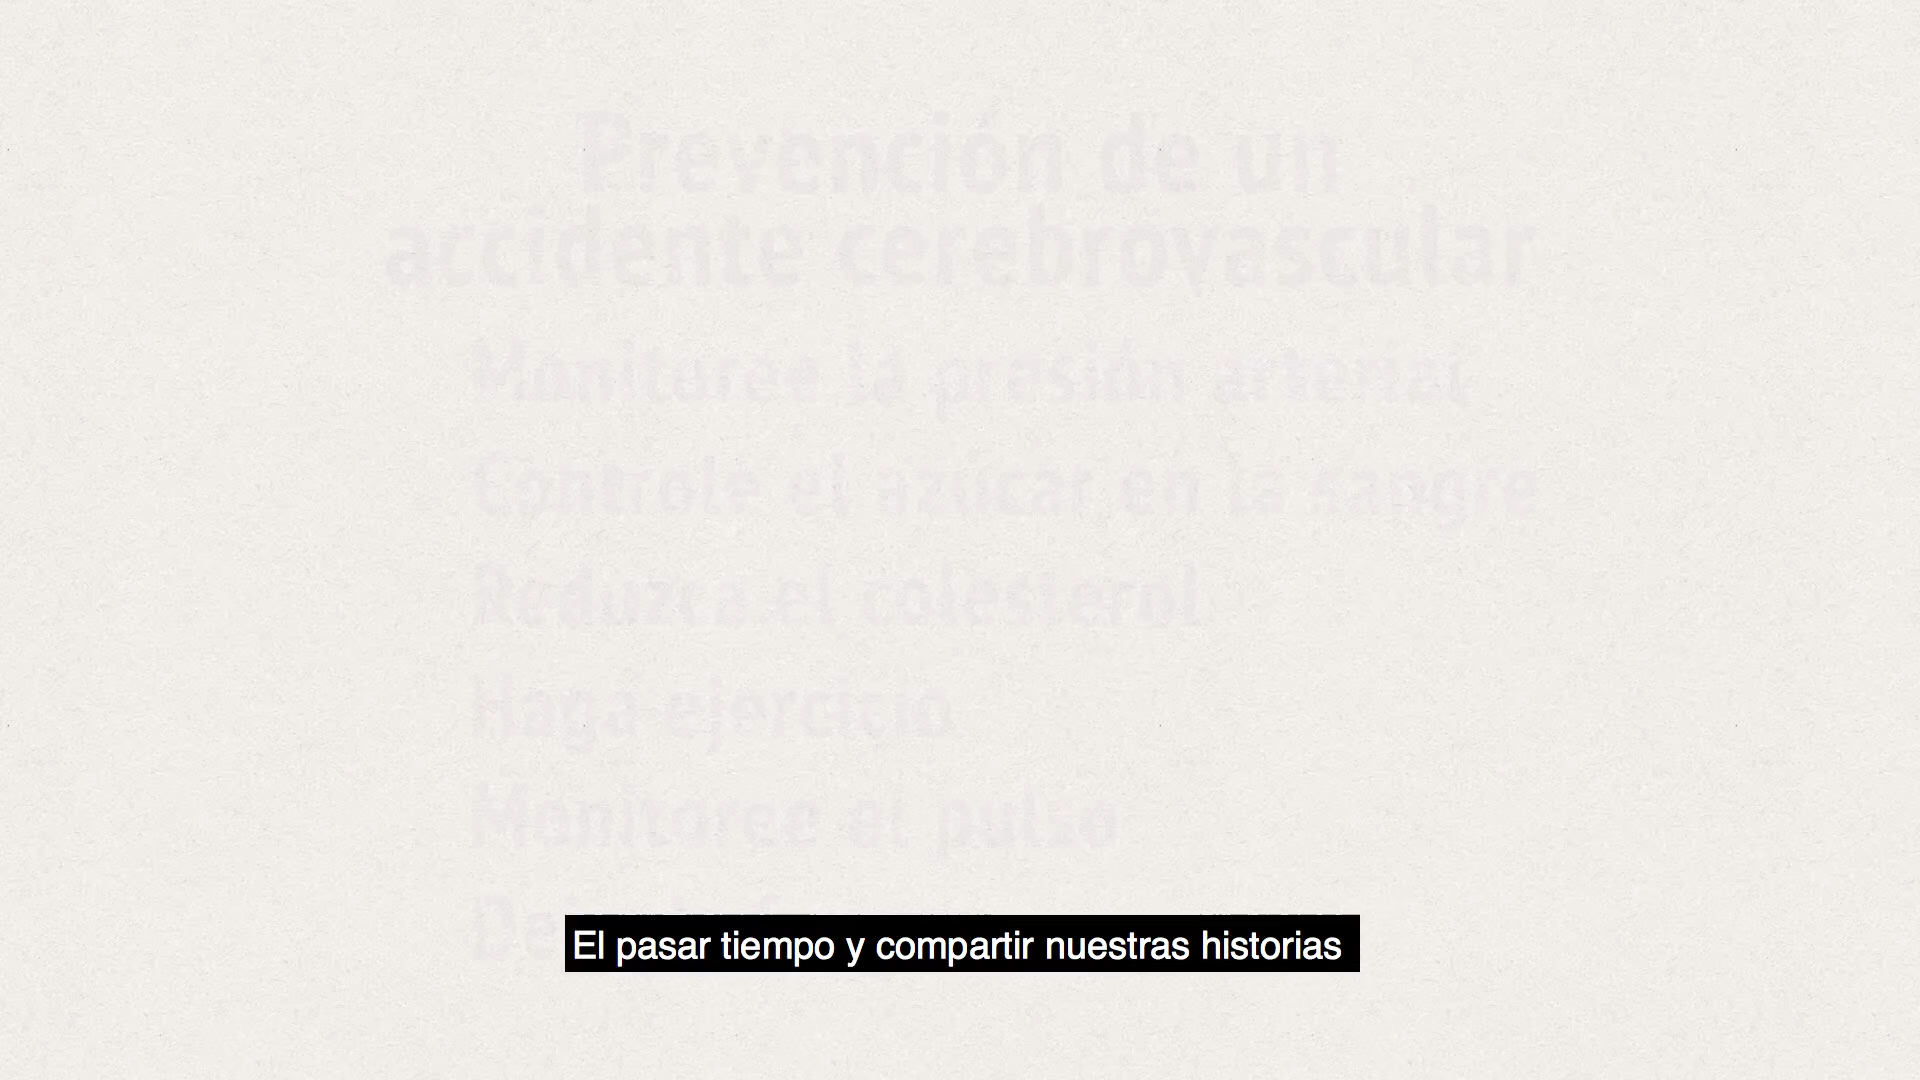 Prevención de un
accidente cerebrovascular
Monitoree la presión arterial
Controle el azúcar en la sangre
Reduzca el colesterol
Haga ejercicio
Monitoree el pulso
El pasar tiempo y compartir nuestras historias